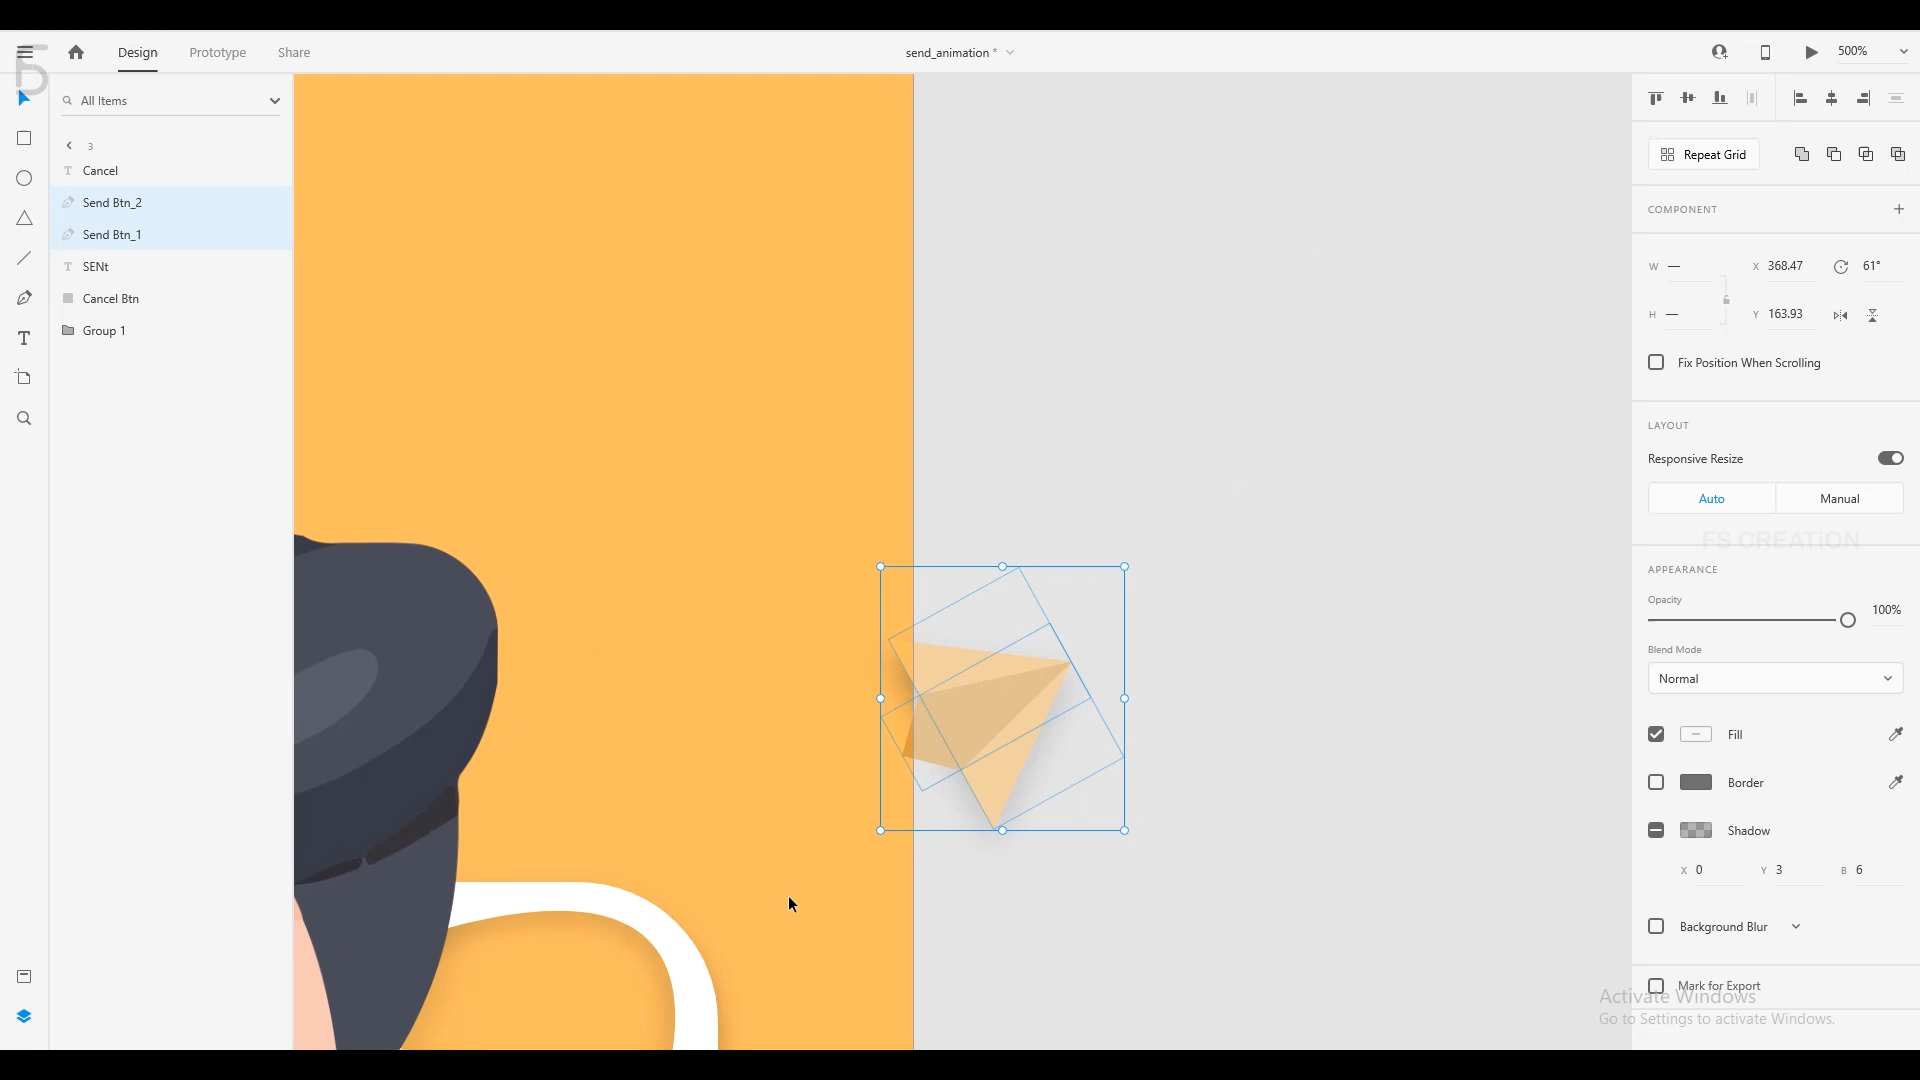 Design Prototype Share send_animation * 500%
All Items
3
Cancel
Send Btn_2
Send Btn_1
SENt
Cancel Btn
Group 1
Repeat Grid
COMPONENT
W — X 368.47 61°
H — Y 163.93
Fix Position When Scrolling
LAYOUT
Responsive Resize
Auto Manual
FS CREATiON
APPEARANCE
Opacity
100%
Blend Mode
Normal
Fill
Border
Shadow
X 0 Y 3 B 6
Background Blur
Mark for Export
Activate Windows
Go to Settings to activate Windows.